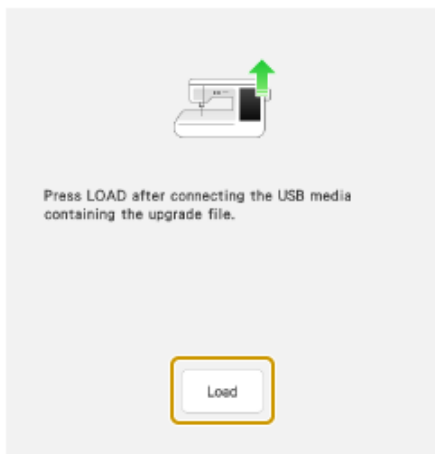 Press LOAD after connecting the USB media
containing the upgrade file.
Load